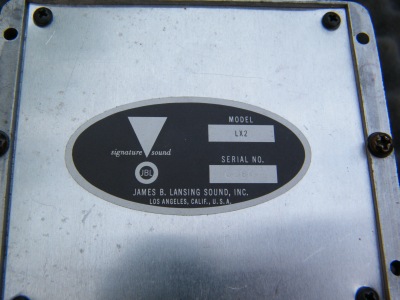 MODEL
LX2
signature sound
SERIAL NO.
JBL
JAMES B. LANSING SOUND, INC.
LOS ANGELES, CALIF., U.S.A.